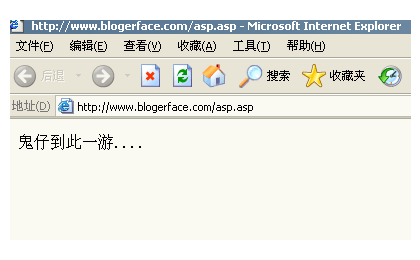 http://www.blogerface.com/asp.asp - Microsoft Internet Explorer
文件(F) 编辑(E) 查看(V) 收藏(A) 工具(T) 帮助(H)
后退 搜索 收藏夹
地址(D) http://www.blogerface.com/asp.asp
鬼仔到此一游....